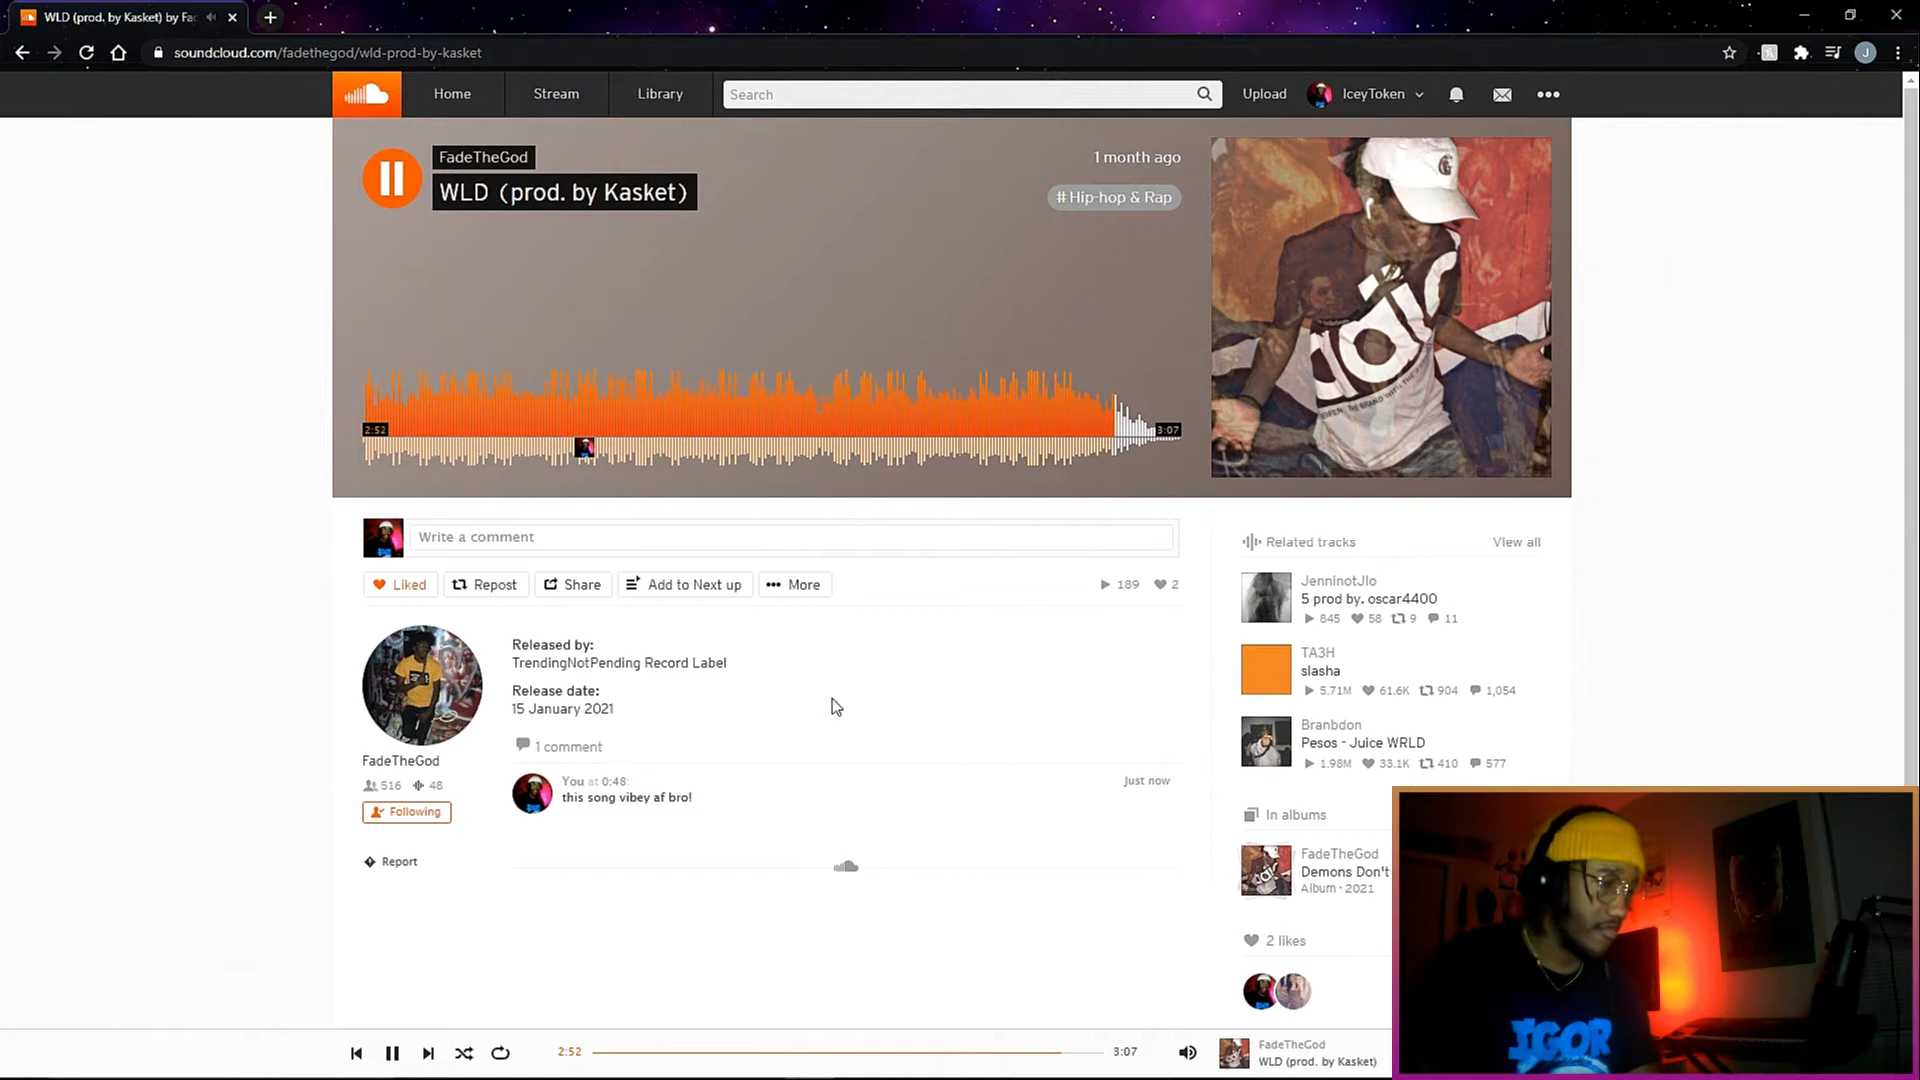 WLD (prod. by Kasket) by Fa
soundcloud.com/fadethegod/wld-prod-by-kasket
J
Home
Stream
Library
Search
Upload
IceyToken
FadeTheGod
WLD (prod. by Kasket)
1 month ago
# Hip-hop & Rap
2:52
3:07
Write a comment
Liked
Repost
Share
Add to Next up
More
189
2
Released by:
TrendingNotPending Record Label
Release date:
15 January 2021
1 comment
You at 0:48:
this song vibey af bro!
Just now
FadeTheGod
516
48
Following
Report
Related tracks
View all
JenninotJlo
5 prod by. oscar4400
845
58
9
11
TA3H
slasha
5.71M
61.6K
904
1,054
Branbdon
Pesos - Juice WRLD
1.98M
33.1K
410
577
In albums
FadeTheGod
Demons Don't
Album · 2021
2 likes
IGOR
2:52
3:07
FadeTheGod
WLD (prod. by Kasket)